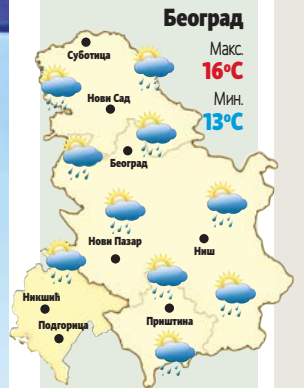 Београд
Макс.
16ºC
Мин.
13ºC
Суботица
Нови Сад
Београд
Нови Пазар
Ниш
Никшић
Приштина
Подгорица